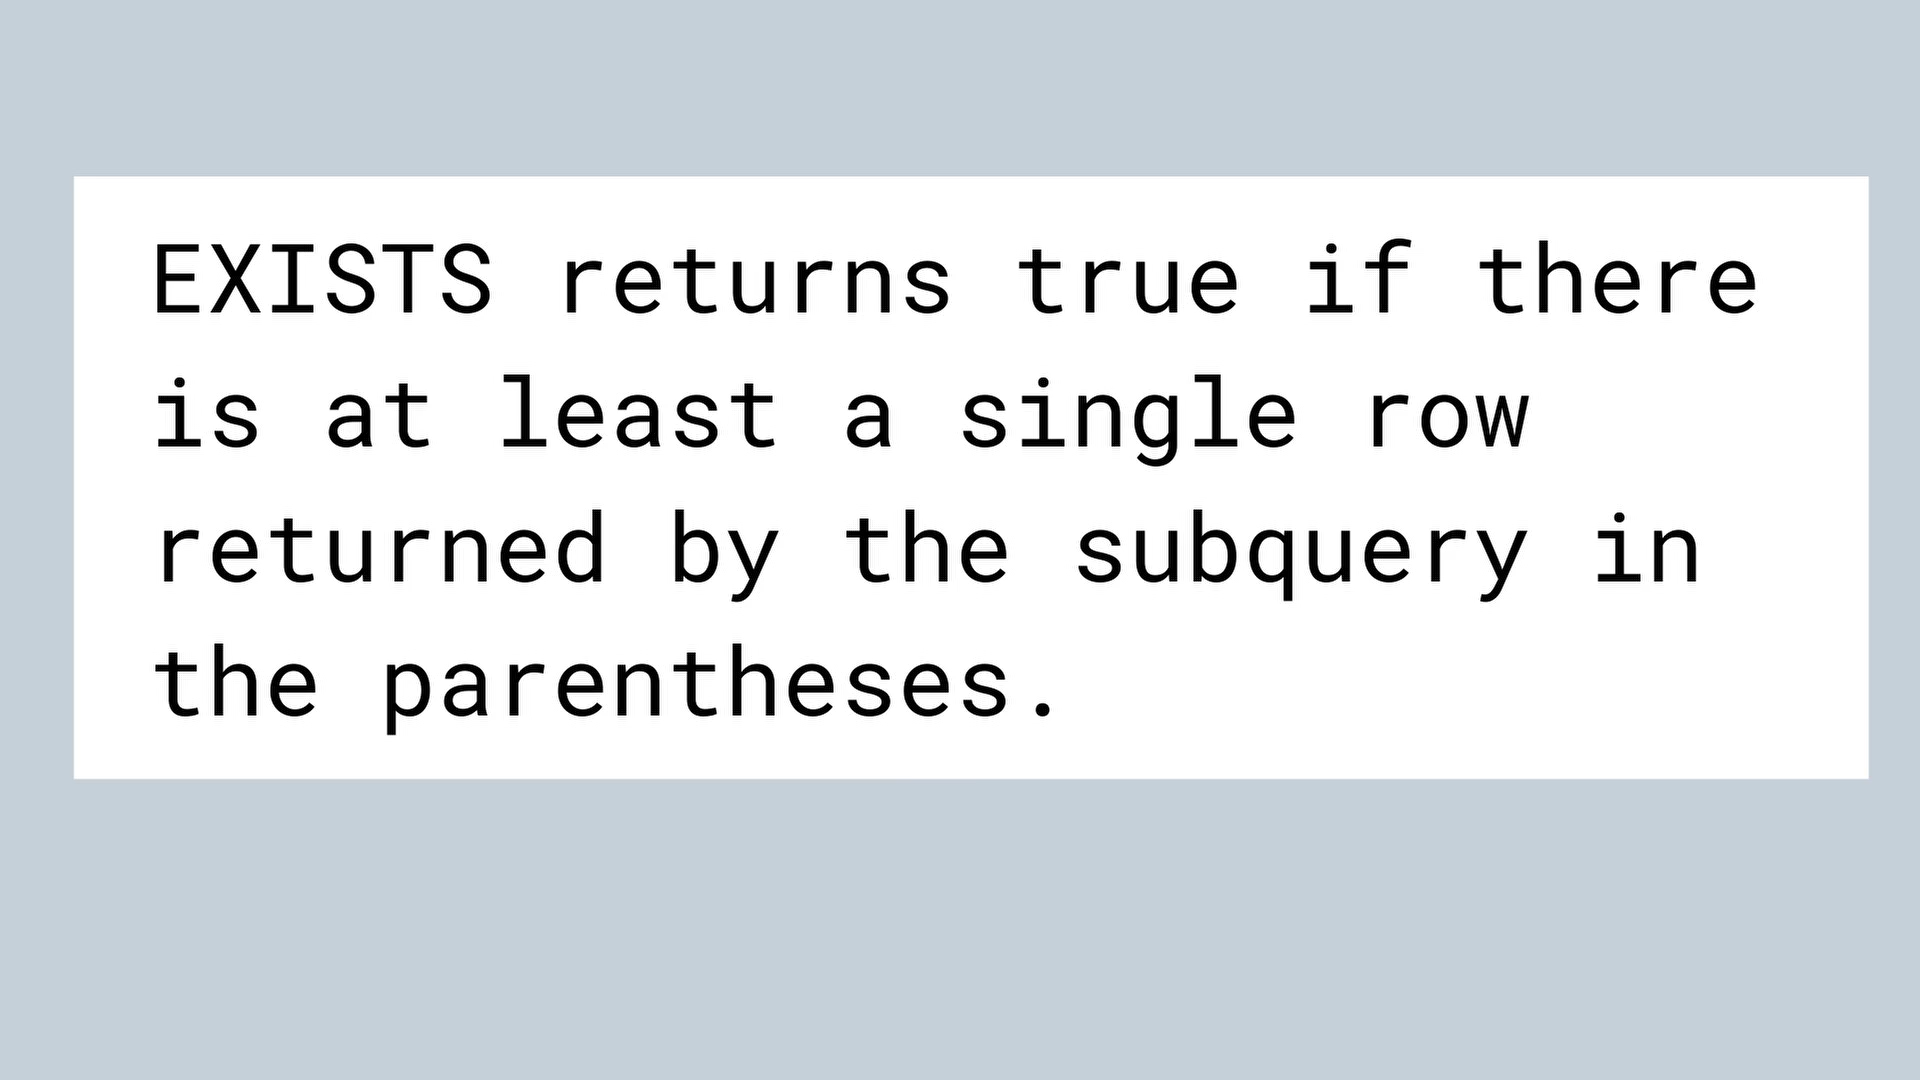 EXISTS returns true if there
is at least a single row
returned by the subquery in
the parentheses.